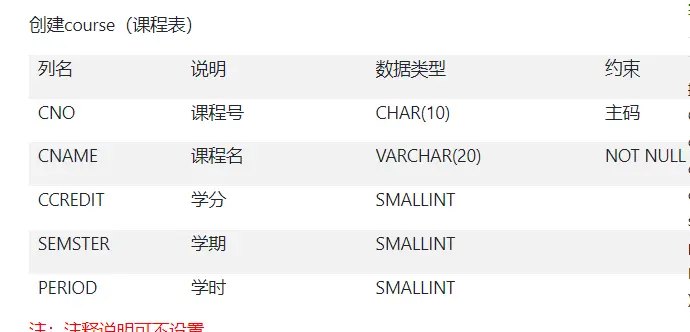 创建course（课程表）
列名 说明 数据类型 约束
CNO 课程号 CHAR(10) 主码
CNAME 课程名 VARCHAR(20) NOT NULL
CCREDIT 学分 SMALLINT
SEMSTER 学期 SMALLINT
PERIOD 学时 SMALLINT
注：注释说明可不设置